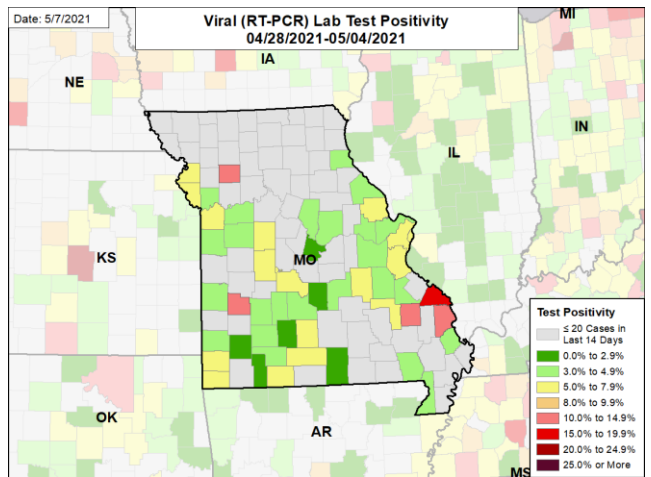 Date: 5/7/2021
Viral (RT-PCR) Lab Test Positivity
04/28/2021-05/04/2021
MI
IA
NE
IN
IL
KS
MO
OK
AR
MS
Test Positivity
≤ 20 Cases in
Last 14 Days
0.0% to 2.9%
3.0% to 4.9%
5.0% to 7.9%
8.0% to 9.9%
10.0% to 14.9%
15.0% to 19.9%
20.0% to 24.9%
25.0% or More